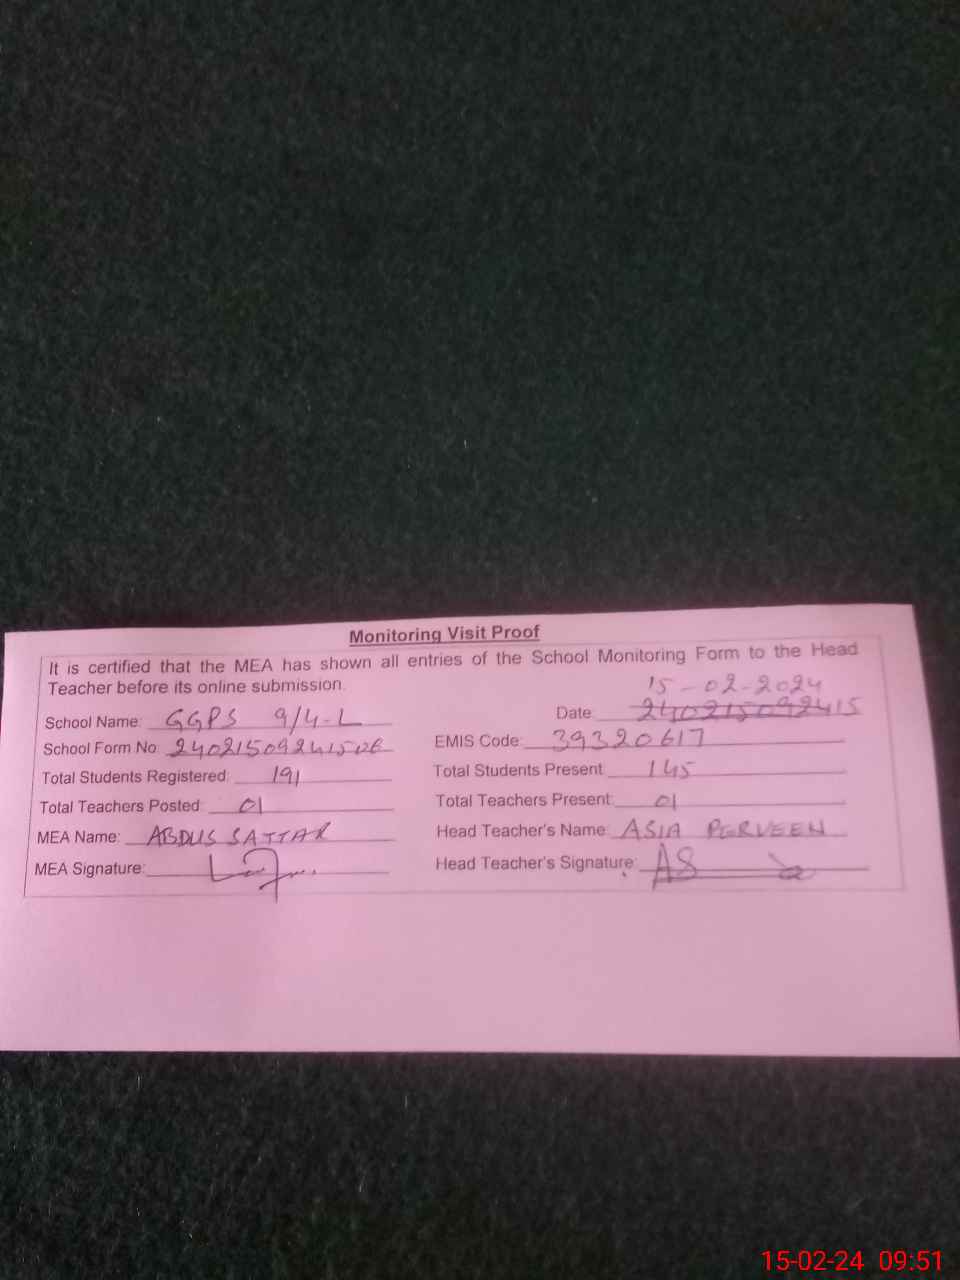 Monitoring Visit Proof
It is certified that the MEA has shown all entries of the School Monitoring Form to the Head
Teacher before its online submission.
15-02-2024
School Name: GGPS 9/4-L Date: 240215092415
School Form No. 24021509241506 EMIS Code: 39320617
Total Students Registered: 191 Total Students Present 145
Total Teachers Posted: 01 Total Teachers Present: 01
MEA Name: ABDUS SATTAR Head Teacher's Name: ASIA PERVEEN
MEA Signature: Head Teacher's Signature: AS
15-02-24 09:51